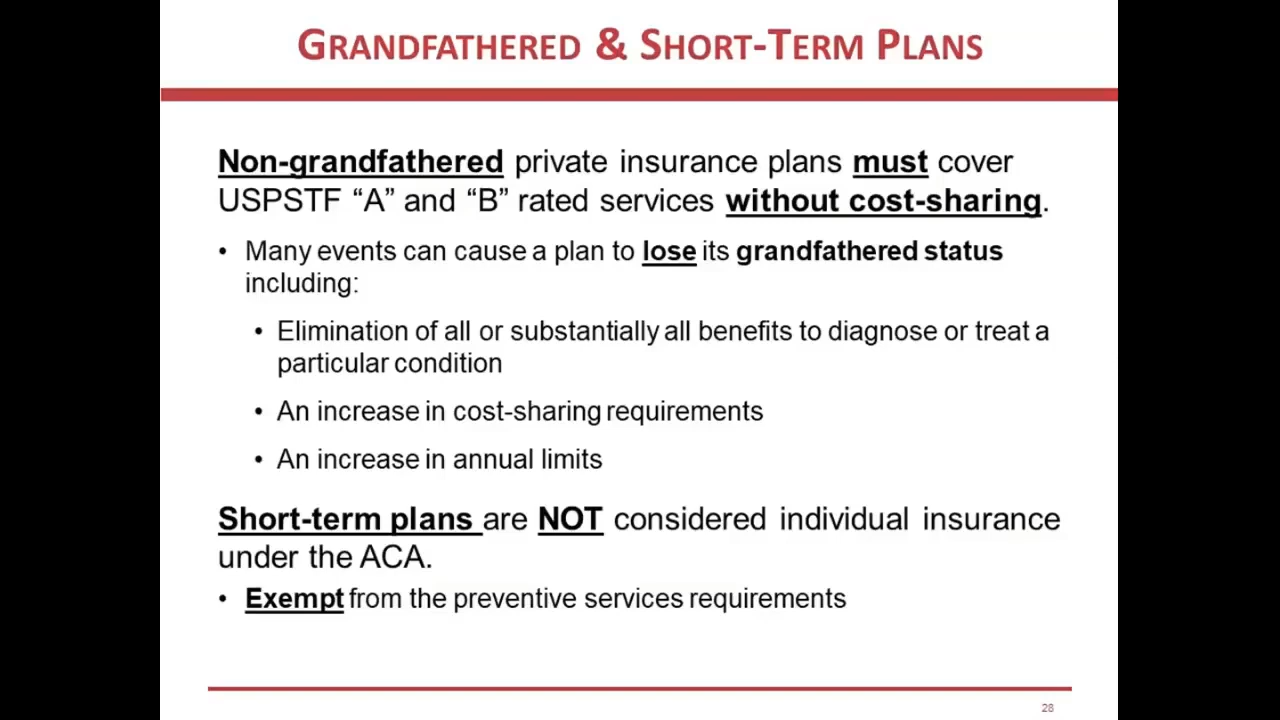 GRANDFATHERED & SHORT-TERM PLANS
Non-grandfathered private insurance plans must cover
USPSTF “A” and “B” rated services without cost-sharing.
• Many events can cause a plan to lose its grandfathered status
including:
• Elimination of all or substantially all benefits to diagnose or treat a
particular condition
• An increase in cost-sharing requirements
• An increase in annual limits
Short-term plans are NOT considered individual insurance
under the ACA.
• Exempt from the preventive services requirements
28